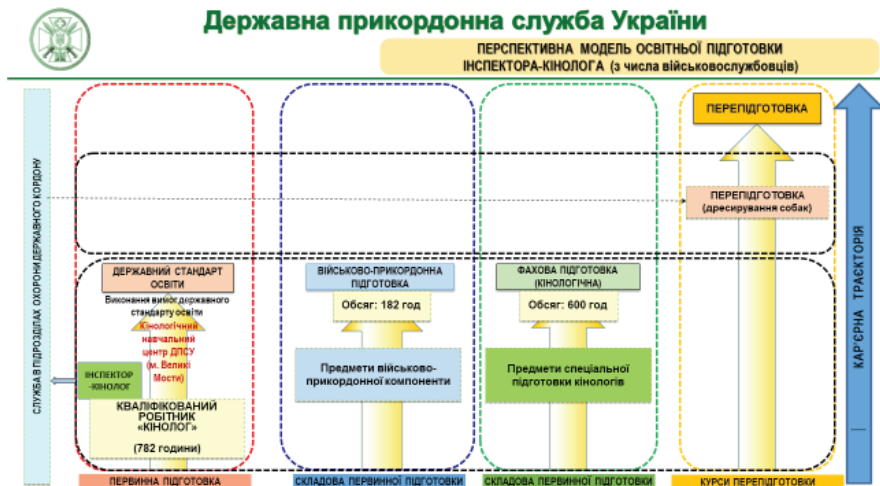 Державна прикордонна служба України
ПЕРСПЕКТИВНА МОДЕЛЬ ОСВІТНЬОЇ ПІДГОТОВКИ
ІНСПЕКТОРА-КІНОЛОГА (з числа військовослужбовців)
СЛУЖБА В ПІДРОЗДІЛАХ ОХОРОНИ ДЕРЖАВНОГО КОРДОНУ
ПЕРЕПІДГОТОВКА
ПЕРЕПІДГОТОВКА
(дресирування собак)
КАР'ЄРНА ТРАЄКТОРІЯ
ДЕРЖАВНИЙ СТАНДАРТ
ОСВІТИ
Виконання вимог державного
стандарту освіти
Кінологічний
навчальний
центр ДПСУ
(м. Великі
Мости)
ІНСПЕКТОР
-КІНОЛОГ
КВАЛІФІКОВАНИЙ
РОБІТНИК
«КІНОЛОГ»
(782 години)
ПЕРВИННА ПІДГОТОВКА
ВІЙСЬКОВО-ПРИКОРДОННА
ПІДГОТОВКА
Обсяг: 182 год
Предмети військово-
прикордонної компоненти
СКЛАДОВА ПЕРВИННОЇ ПІДГОТОВКИ
ФАХОВА ПІДГОТОВКА
(КІНОЛОГІЧНА)
Обсяг: 600 год
Предмети спеціальної
підготовки кінологів
СКЛАДОВА ПЕРВИННОЇ ПІДГОТОВКИ
КУРСИ ПЕРЕПІДГОТОВКИ